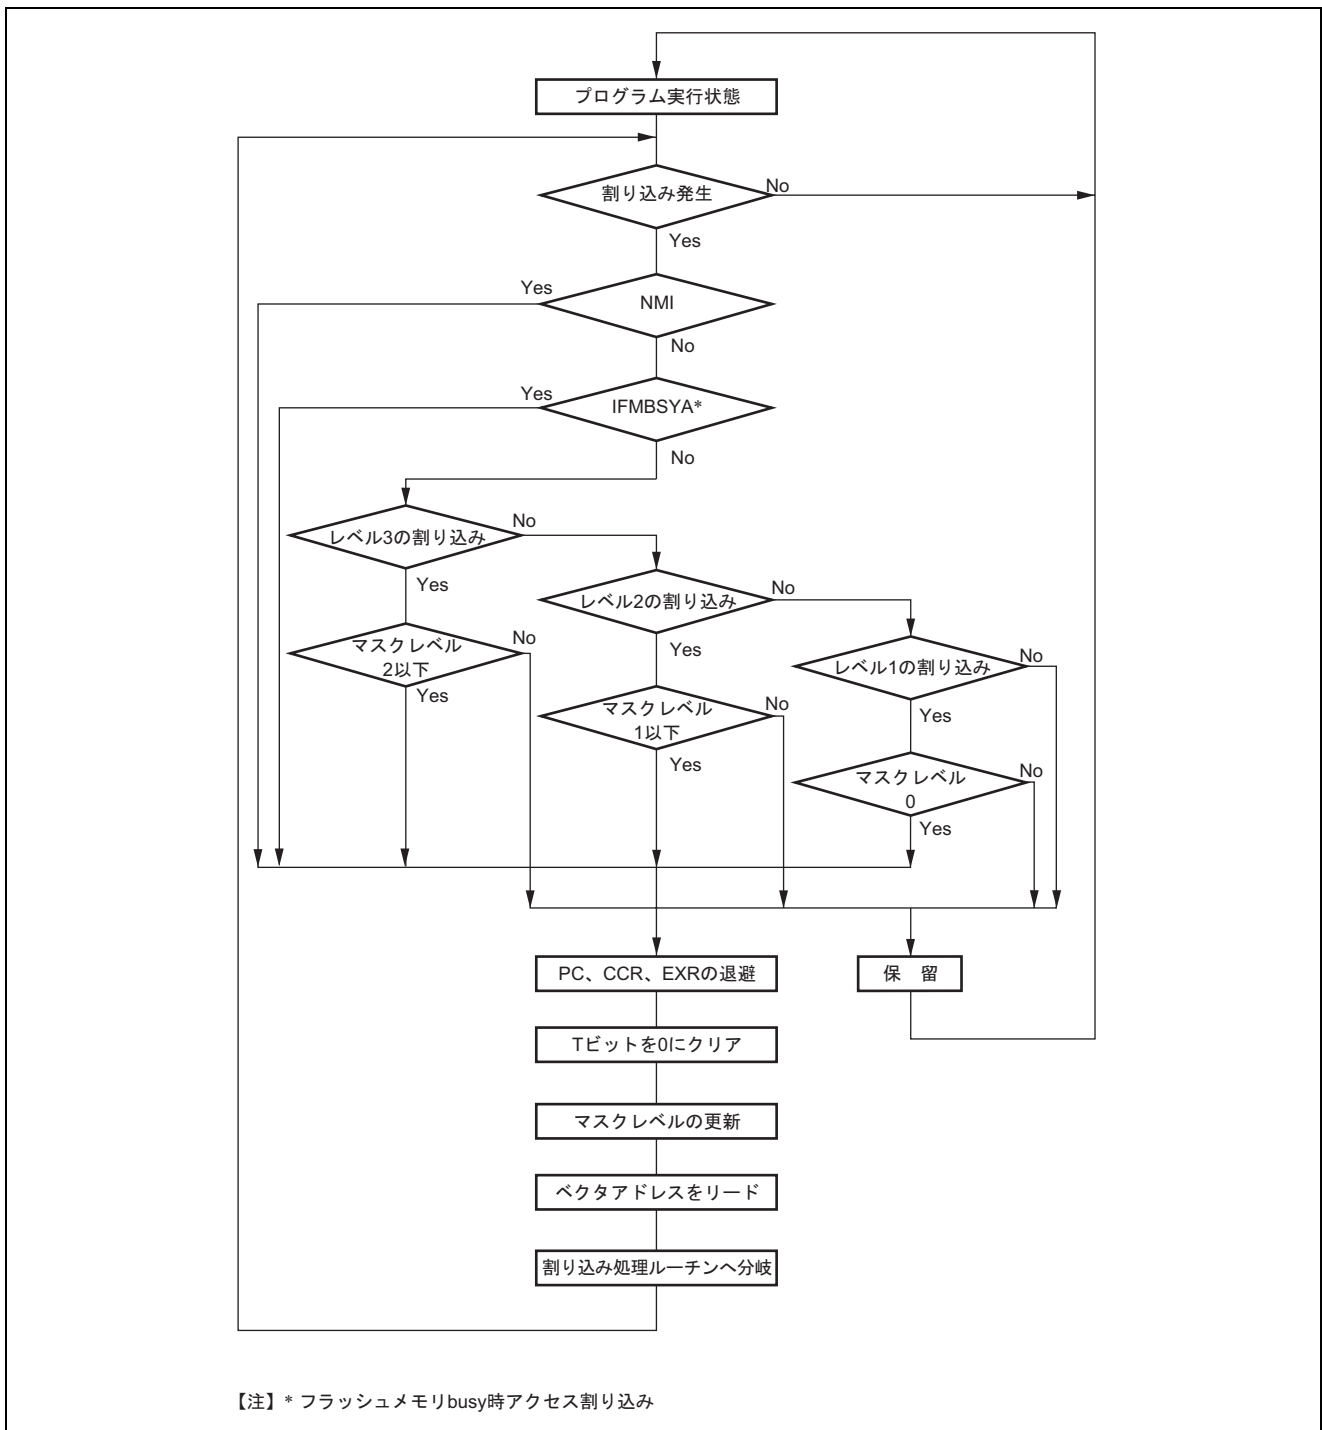 プログラム実行状態
割り込み発生
No
Yes
Yes
NMI
No
Yes
IFMBSYA*
No
レベル3の割り込み
No
Yes
レベル2の割り込み
No
Yes
マスクレベル
2以下
No
Yes
レベル1の割り込み
No
Yes
マスクレベル
1以下
No
Yes
マスクレベル
0
No
Yes
PC、CCR、EXRの退避
保　留
Tビットを0にクリア
マスクレベルの更新
ベクタアドレスをリード
割り込み処理ルーチンへ分岐
【注】* フラッシュメモリbusy時アクセス割り込み